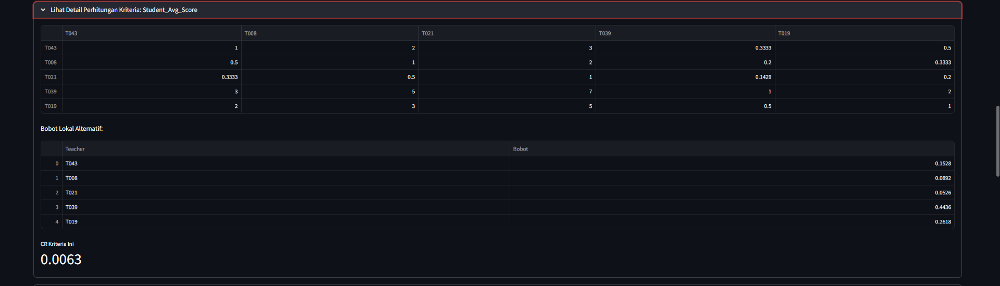 Lihat Detail Perhitungan Kriteria: Student_Avg_Score
T043 T008 T021 T039 T019
T043 1 2 3 0.3333 0.5
T008 0.5 1 2 0.2 0.3333
T021 0.3333 0.5 1 0.1429 0.2
T039 3 5 7 1 2
T019 2 3 5 0.5 1
Bobot Lokal Alternatif:
Teacher Bobot
0 T043 0.1528
1 T008 0.0892
2 T021 0.0526
3 T039 0.4436
4 T019 0.2618
CR Kriteria Ini
0.0063